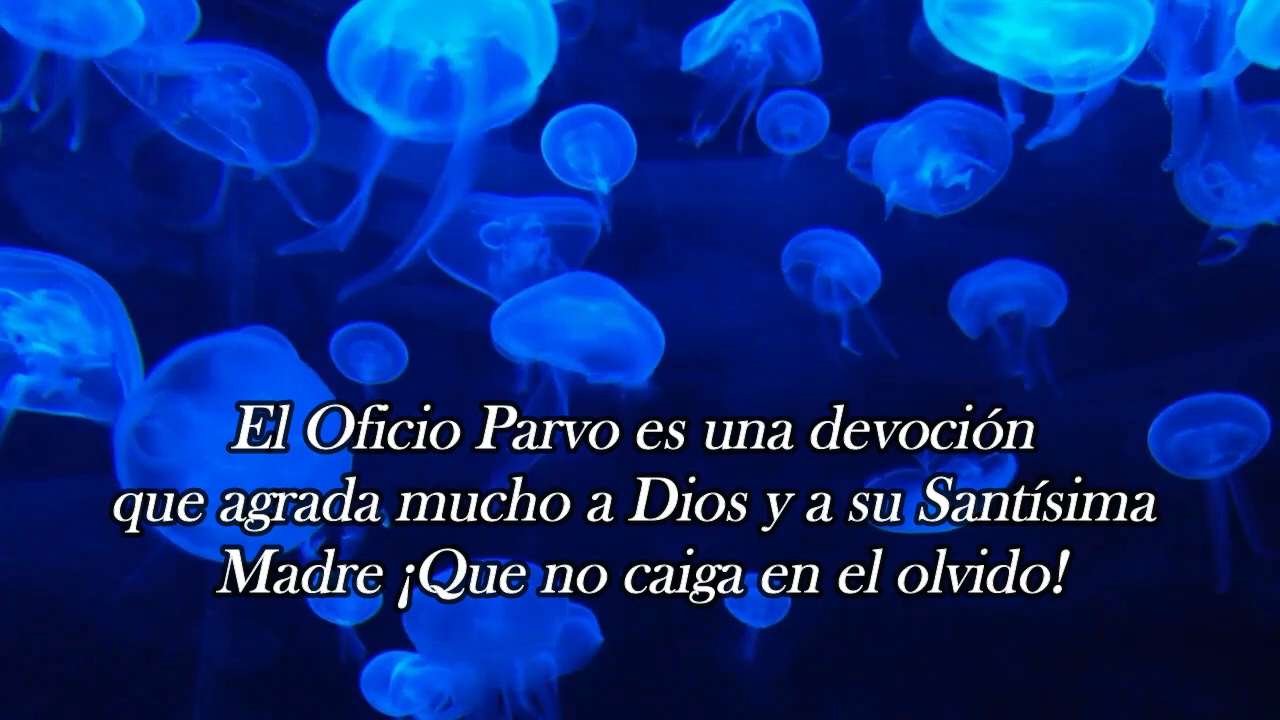 El Oficio Parvo es una devoción
que agrada mucho a Dios y a su Santísima
Madre ¡Que no caiga en el olvido!